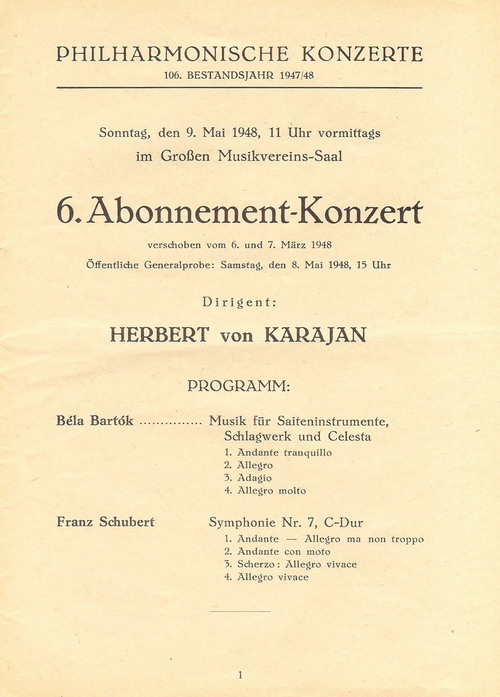 PHILHARMONISCHE KONZERTE
106. BESTANDSJAHR 1947/48
Sonntag, den 9. Mai 1948, 11 Uhr vormittags
im Großen Musikvereins-Saal
6. Abonnement-Konzert
verschoben vom 6. und 7. März 1948
Öffentliche Generalprobe: Samstag, den 8. Mai 1948, 15 Uhr
Dirigent:
HERBERT von KARAJAN
PROGRAMM:
Béla Bartók ............... Musik für Saiteninstrumente,
Schlagwerk und Celesta
1. Andante tranquillo
2. Allegro
3. Adagio
4. Allegro molto
Franz Schubert Symphonie Nr. 7, C-Dur
1. Andante — Allegro ma non troppo
2. Andante con moto
3. Scherzo: Allegro vivace
4. Allegro vivace
1